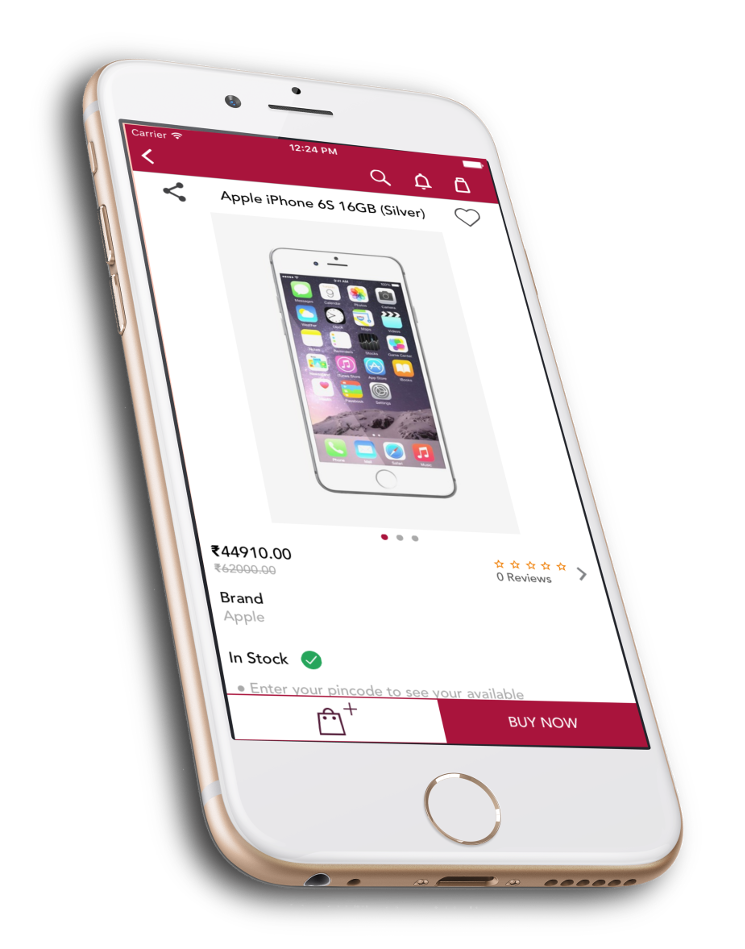 Carrier
12:24 PM
Apple iPhone 6S 16GB (Silver)
₹44910.00
₹62000.00
0 Reviews
Brand
Apple
In Stock
• Enter your pincode to see your available
BUY NOW